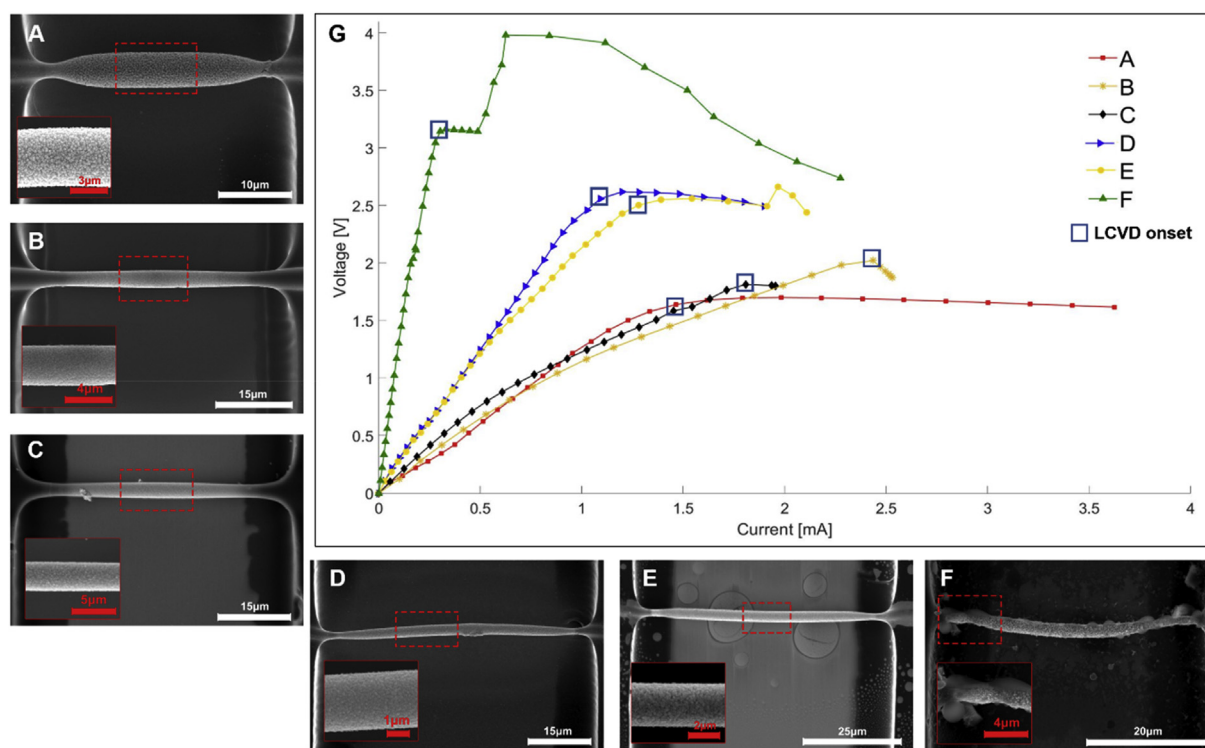 A
3µm
10µm
B
4µm
15µm
C
5µm
15µm
G
4
3.5
3
2.5
2
1.5
1
0.5
0
Voltage [V]
0
0.5
1
1.5
2
2.5
3
3.5
4
Current [mA]
A
B
C
D
E
F
LCVD onset
D
1µm
15µm
E
2µm
25µm
F
4µm
20µm